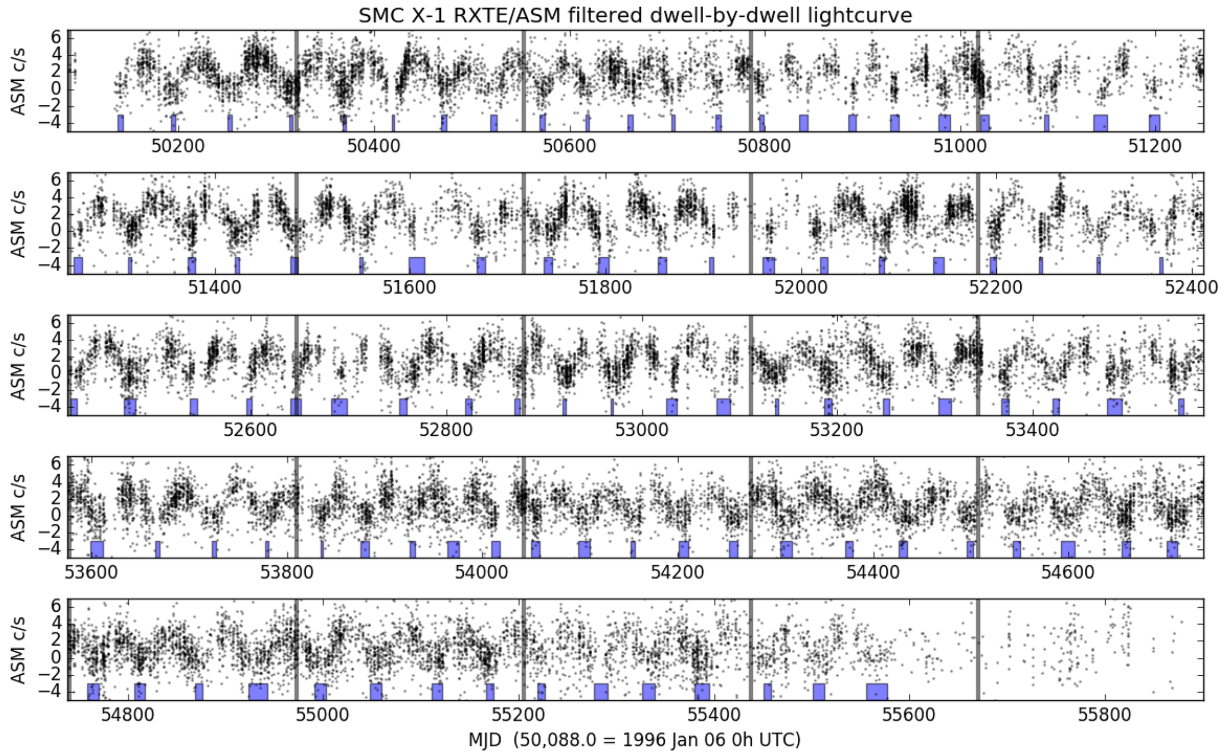 SMC X-1 RXTE/ASM filtered dwell-by-dwell lightcurve
6
4
2
0
−2
−4
ASM c/s
50200 50400 50600 50800 51000 51200
6
4
2
0
−2
−4
ASM c/s
51400 51600 51800 52000 52200 52400
6
4
2
0
−2
−4
ASM c/s
52600 52800 53000 53200 53400
6
4
2
0
−2
−4
ASM c/s
53600 53800 54000 54200 54400 54600
6
4
2
0
−2
−4
ASM c/s
54800 55000 55200 55400 55600 55800
MJD (50,088.0 = 1996 Jan 06 0h UTC)